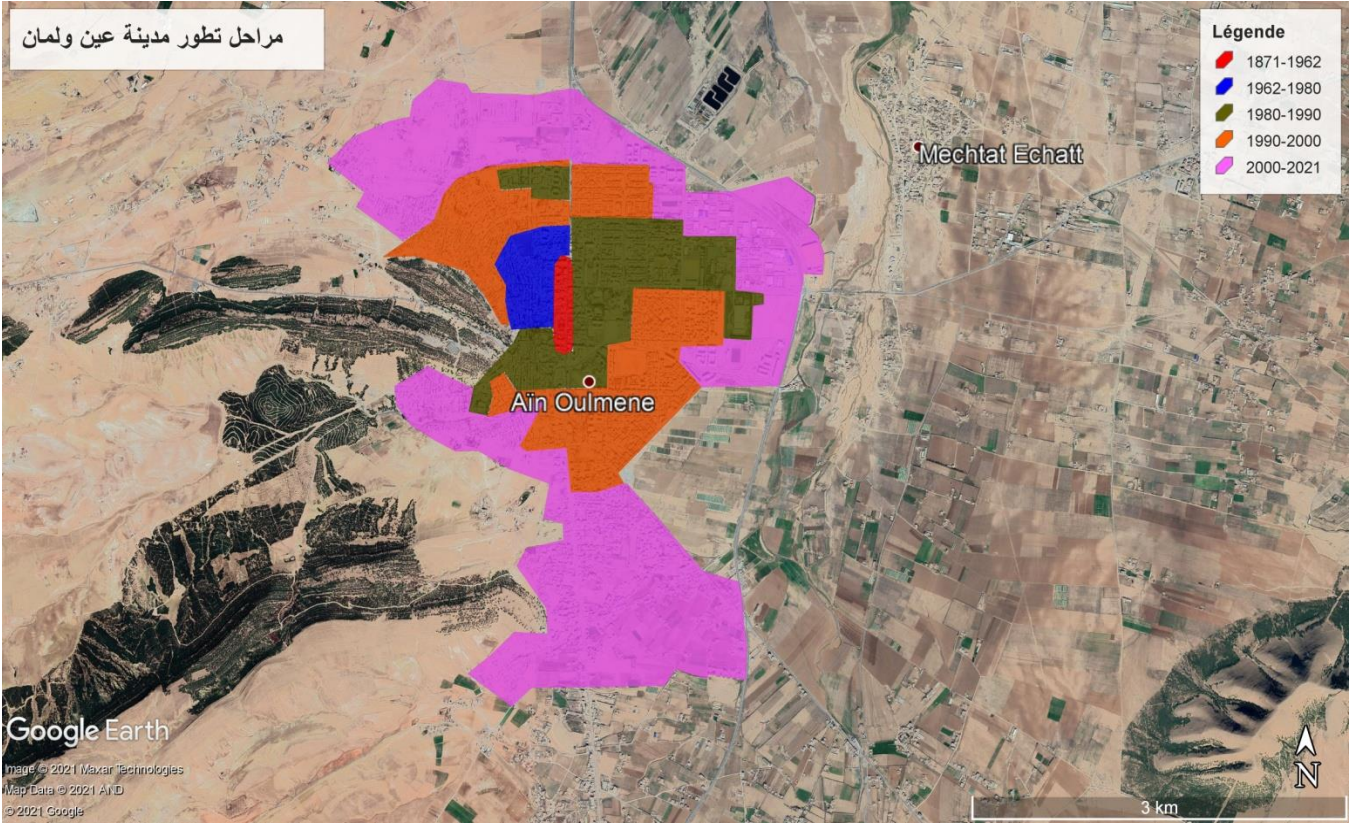 مراحل تطور مدينة عين ولمان
Légende
1871-1962
1962-1980
1980-1990
1990-2000
2000-2021
Mechtat Echatt
Aïn Oulmene
Google Earth
Image © 2021 Maxar Technologies
Map Data © 2021 AND
© 2021 Google
N
3 km